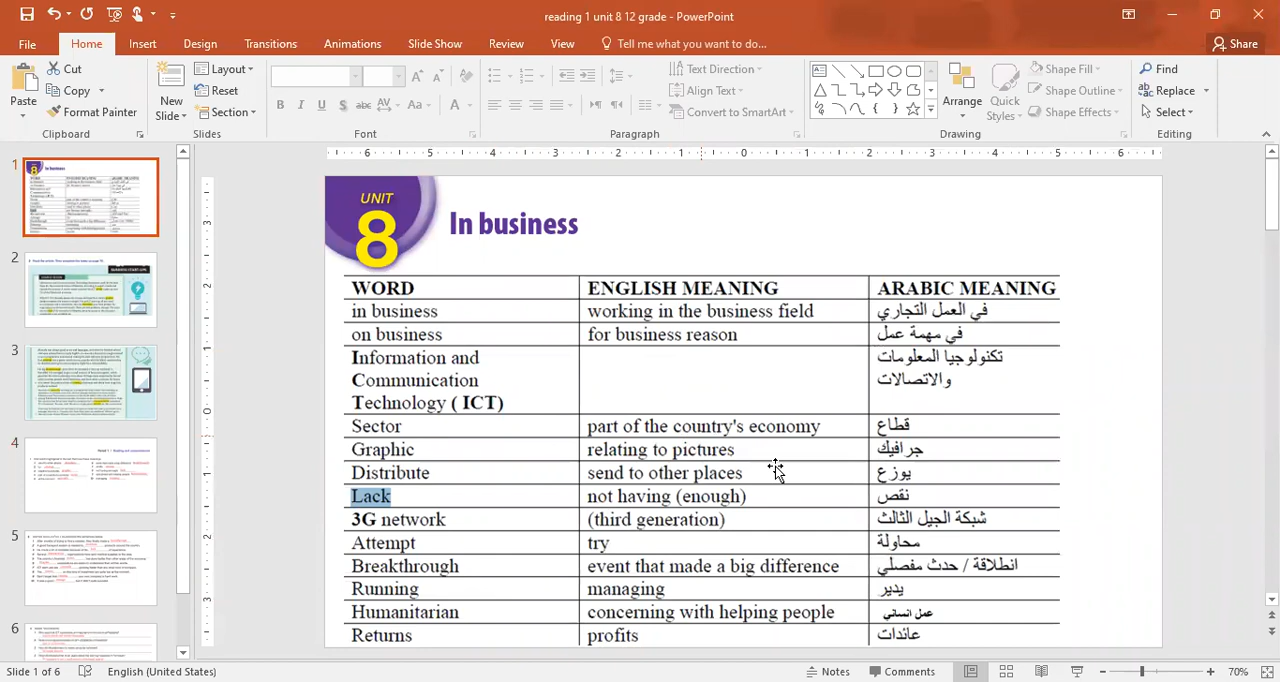 reading 1 unit 8 12 grade - PowerPoint
File Home Insert Design Transitions Animations Slide Show Review View Tell me what you want to do... Share
Paste Cut Copy Format Painter Clipboard
New Slide Layout Reset Section Slides
Font
Paragraph Text Direction Align Text Convert to SmartArt
Arrange Quick Styles Shape Fill Shape Outline Shape Effects Drawing
Find Replace Select Editing
1
2
3
4
5
6
UNIT
8
In business
WORD ENGLISH MEANING ARABIC MEANING
in business working in the business field في العمل التجاري
on business for business reason في مهمة عمل
Information and تكنولوجيا المعلومات
Communication والاتصالات
Technology ( ICT)
Sector part of the country's economy قطاع
Graphic relating to pictures جرافيك
Distribute send to other places يوزع
Lack not having (enough) نقص
3G network (third generation) شبكة الجيل الثالث
Attempt try محاولة
Breakthrough event that made a big difference انطلاقة / حدث مفصلي
Running managing يدير
Humanitarian concerning with helping people عمل انساني
Returns profits عائدات
Slide 1 of 6 English (United States) Notes Comments 70%